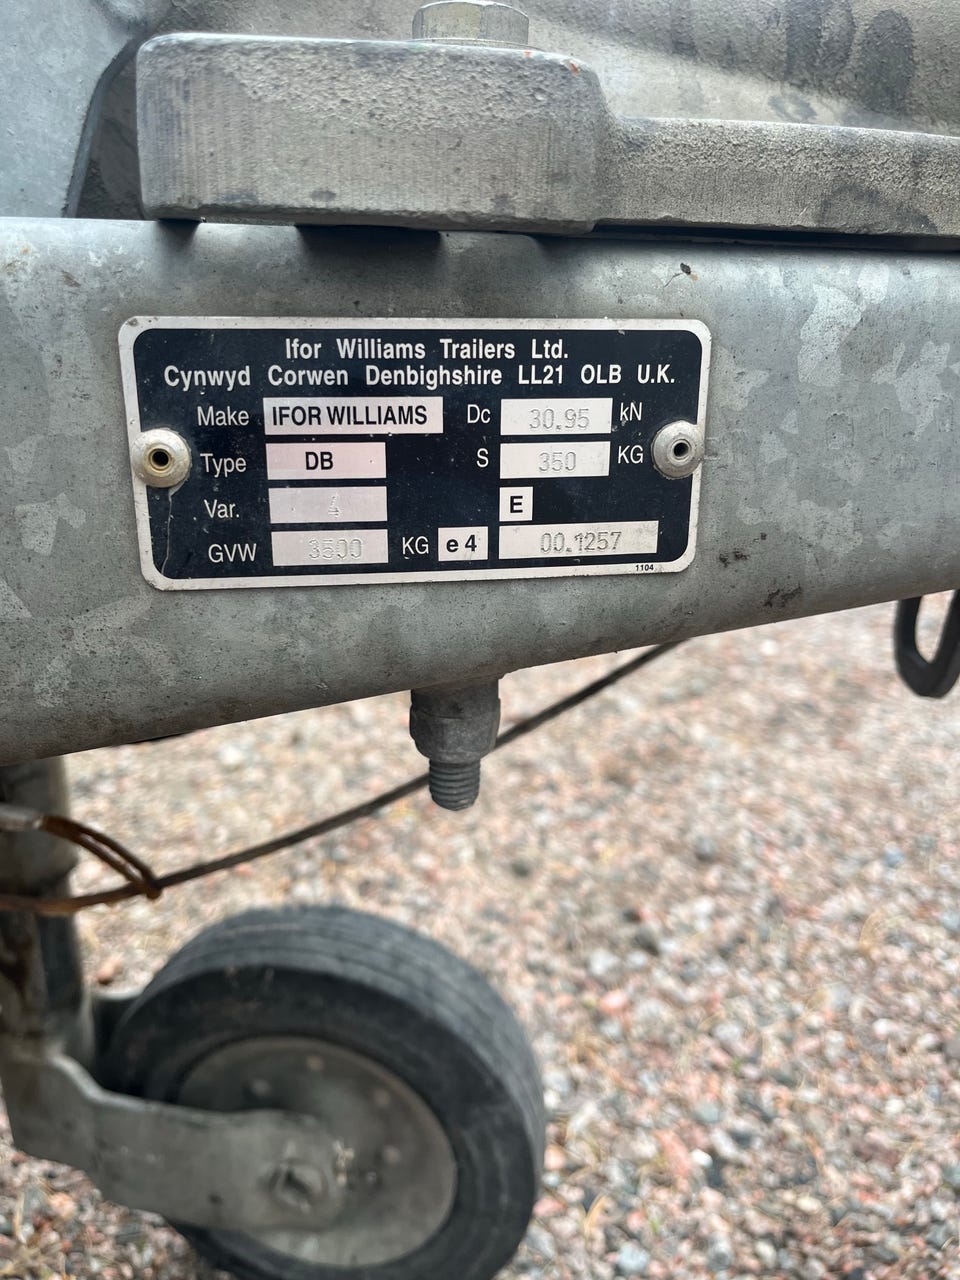 Ifor Williams Trailers Ltd.
Cynwyd Corwen Denbighshire LL21 OLB U.K.
Make IFOR WILLIAMS Dc 30.95 kN
Type DB S 350 KG
Var. 4 E
GVW 3500 KG e4 00.1257
1104